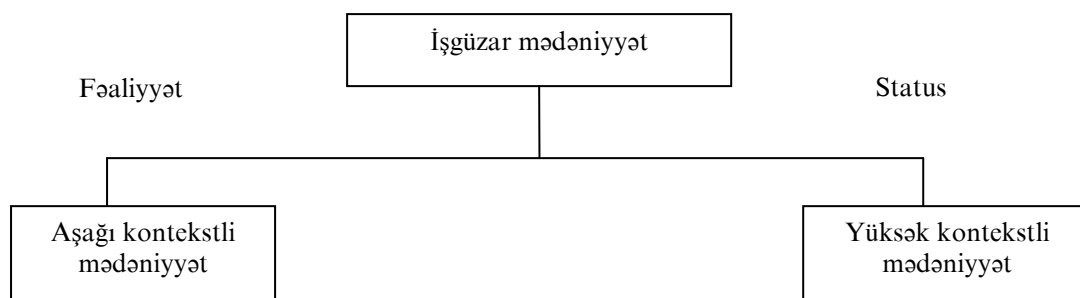 İşgüzar mədəniyyət
Fəaliyyət
Status
Aşağı kontekstli
mədəniyyət
Yüksək kontekstli
mədəniyyət